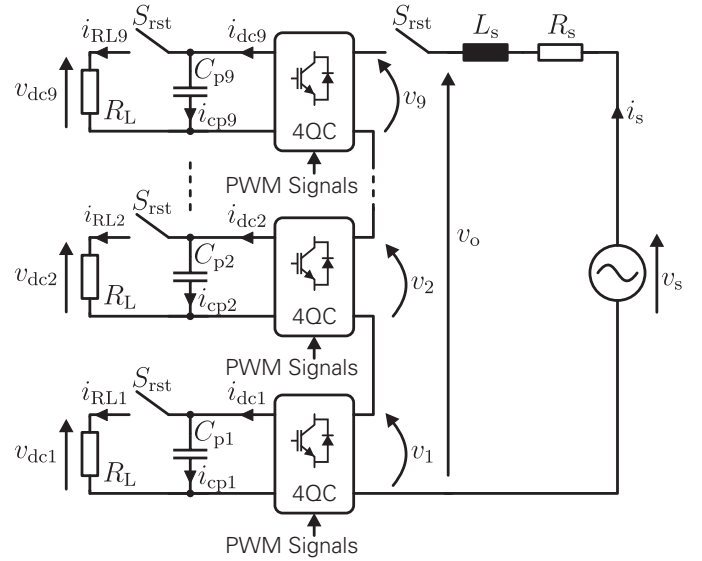 i_RL9 S_rst i_dc9 S_rst L_s R_s
v_dc9 R_L C_p9 i_cp9 4QC v_9 i_s
PWM Signals
i_RL2 S_rst i_dc2 v_o
v_dc2 R_L C_p2 i_cp2 4QC v_2 v_s
PWM Signals
i_RL1 S_rst i_dc1
v_dc1 R_L C_p1 i_cp1 4QC v_1
PWM Signals